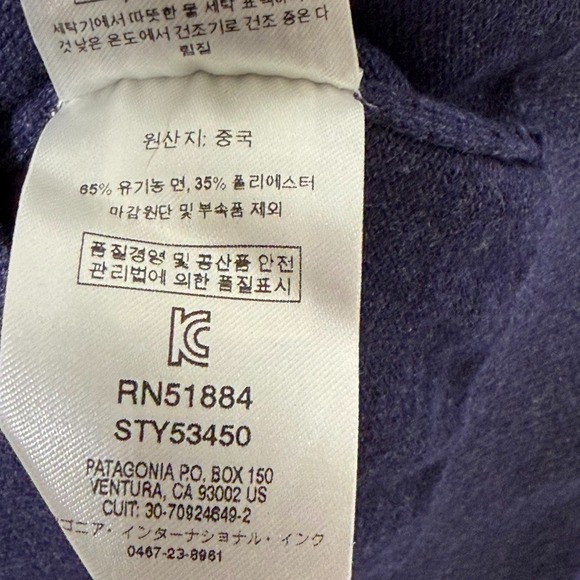 세탁기에서 따뜻한 물 세탁 표백하
것낮은 온도에서 건조기로 건조 중온 다
림질
원산지: 중국
65% 유기농 면, 35% 폴리에스터
마감원단 및 부속품 제외
품질경영 및 공산품 안전
관리법에 의한 품질표시
KC
RN51884
STY53450
PATAGONIA P.O. BOX 150
VENTURA, CA 93002 US
CUIT: 30-70924649-2
ゴニア・インターナショナル・インク
0467-23-8961